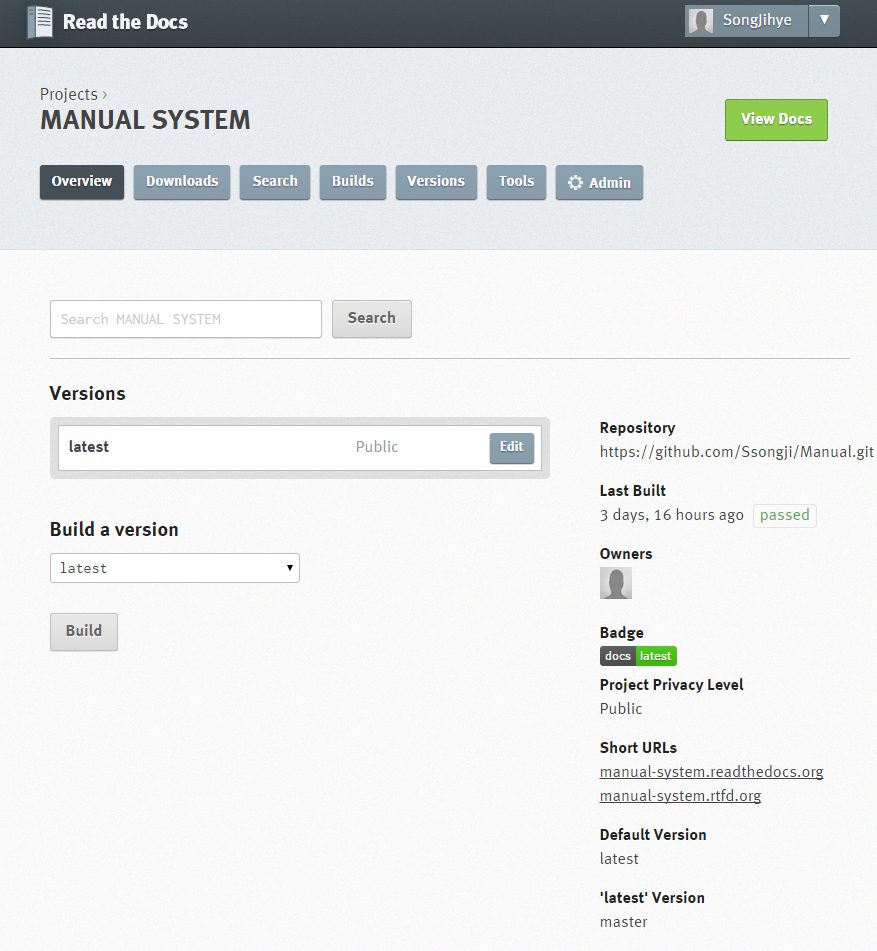 Read the Docs
SongJihye ▼
Projects ›
MANUAL SYSTEM
View Docs
Overview Downloads Search Builds Versions Tools Admin
Search MANUAL SYSTEM Search
Versions
latest Public Edit
Build a version
latest
Build
Repository
https://github.com/Ssongji/Manual.git
Last Built
3 days, 16 hours ago passed
Owners
Badge
docs latest
Project Privacy Level
Public
Short URLs
manual-system.readthedocs.org
manual-system.rtfd.org
Default Version
latest
'latest' Version
master